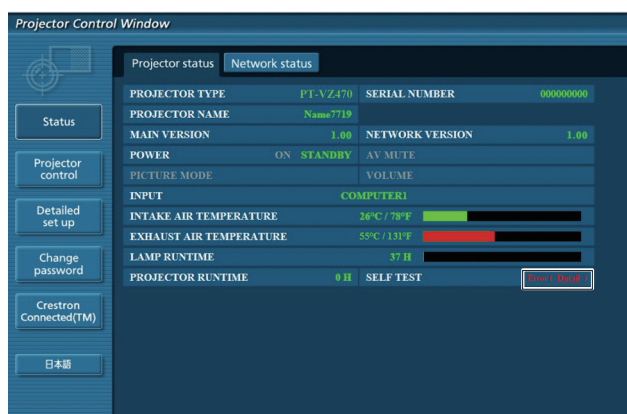 Projector Control Window
Projector status Network status
PROJECTOR TYPE PT-VZ470 SERIAL NUMBER 000000000
PROJECTOR NAME Name7719
MAIN VERSION 1.00 NETWORK VERSION 1.00
POWER ON STANDBY AV MUTE
PICTURE MODE VOLUME
INPUT COMPUTER1
INTAKE AIR TEMPERATURE 26°C / 78°F
EXHAUST AIR TEMPERATURE 55°C / 131°F
LAMP RUNTIME 37 H
PROJECTOR RUNTIME 0 H SELF TEST
Status
Projector
control
Detailed
set up
Change
password
Crestron
Connected(TM)
日本語